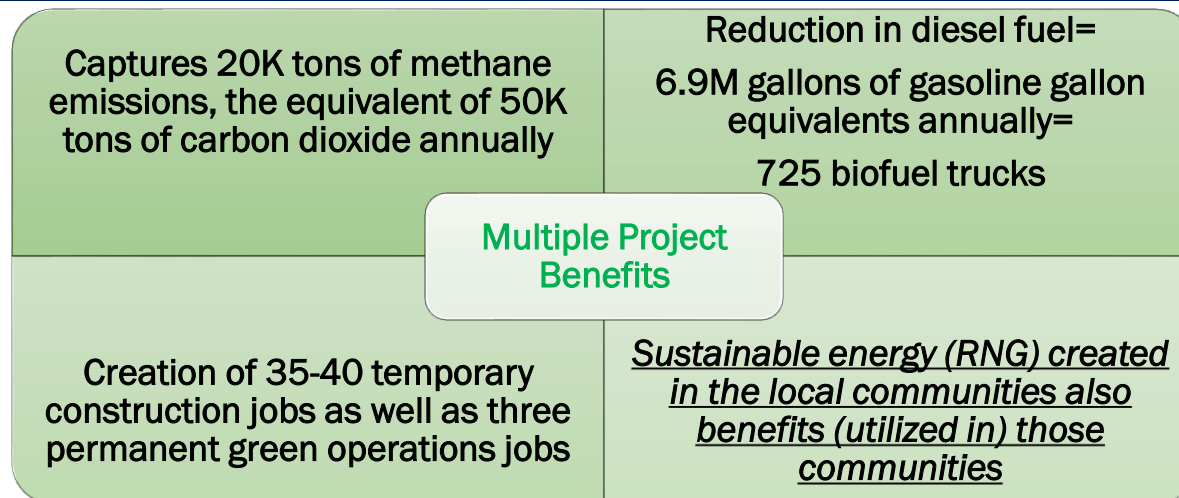 Captures 20K tons of methane
emissions, the equivalent of 50K
tons of carbon dioxide annually
Reduction in diesel fuel=
6.9M gallons of gasoline gallon
equivalents annually=
725 biofuel trucks
Multiple Project
Benefits
Creation of 35-40 temporary
construction jobs as well as three
permanent green operations jobs
Sustainable energy (RNG) created
in the local communities also
benefits (utilized in) those
communities